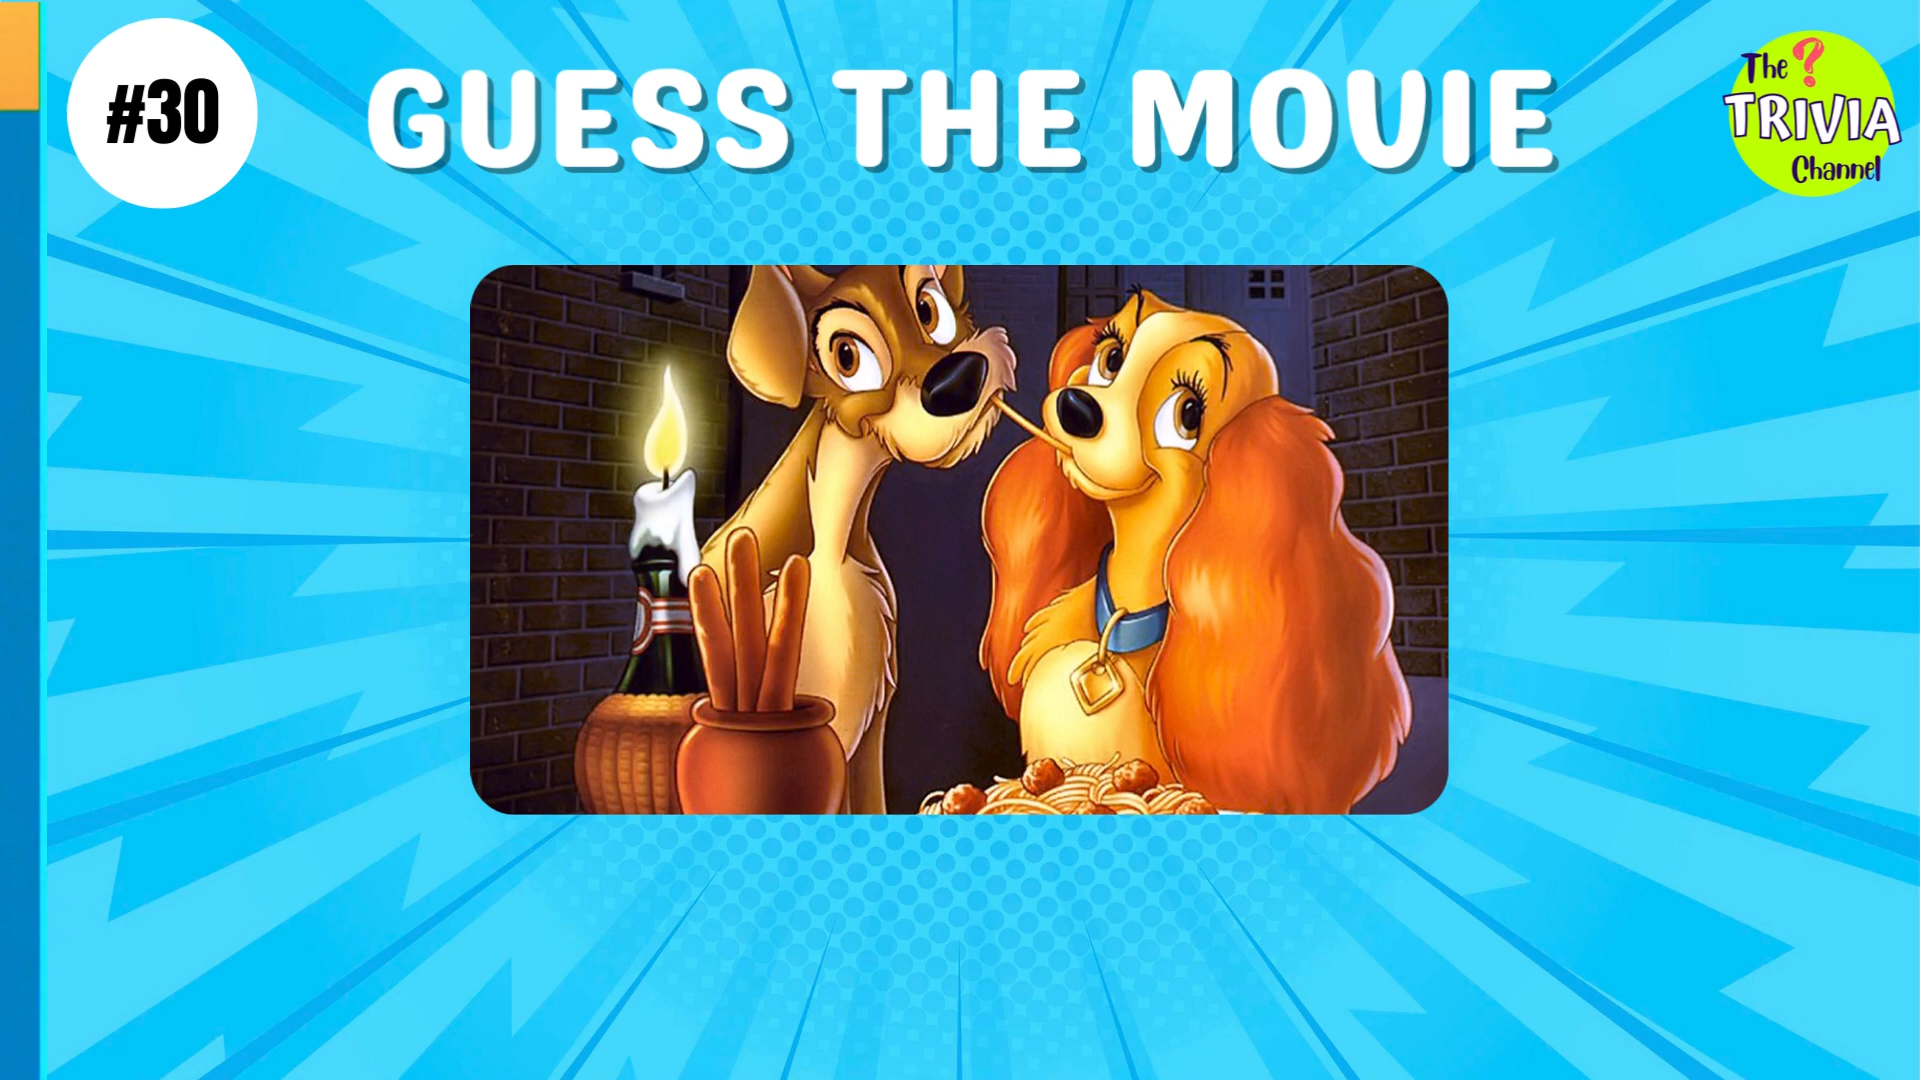 #30
GUESS THE MOVIE
The ?
TRIVIA
Channel